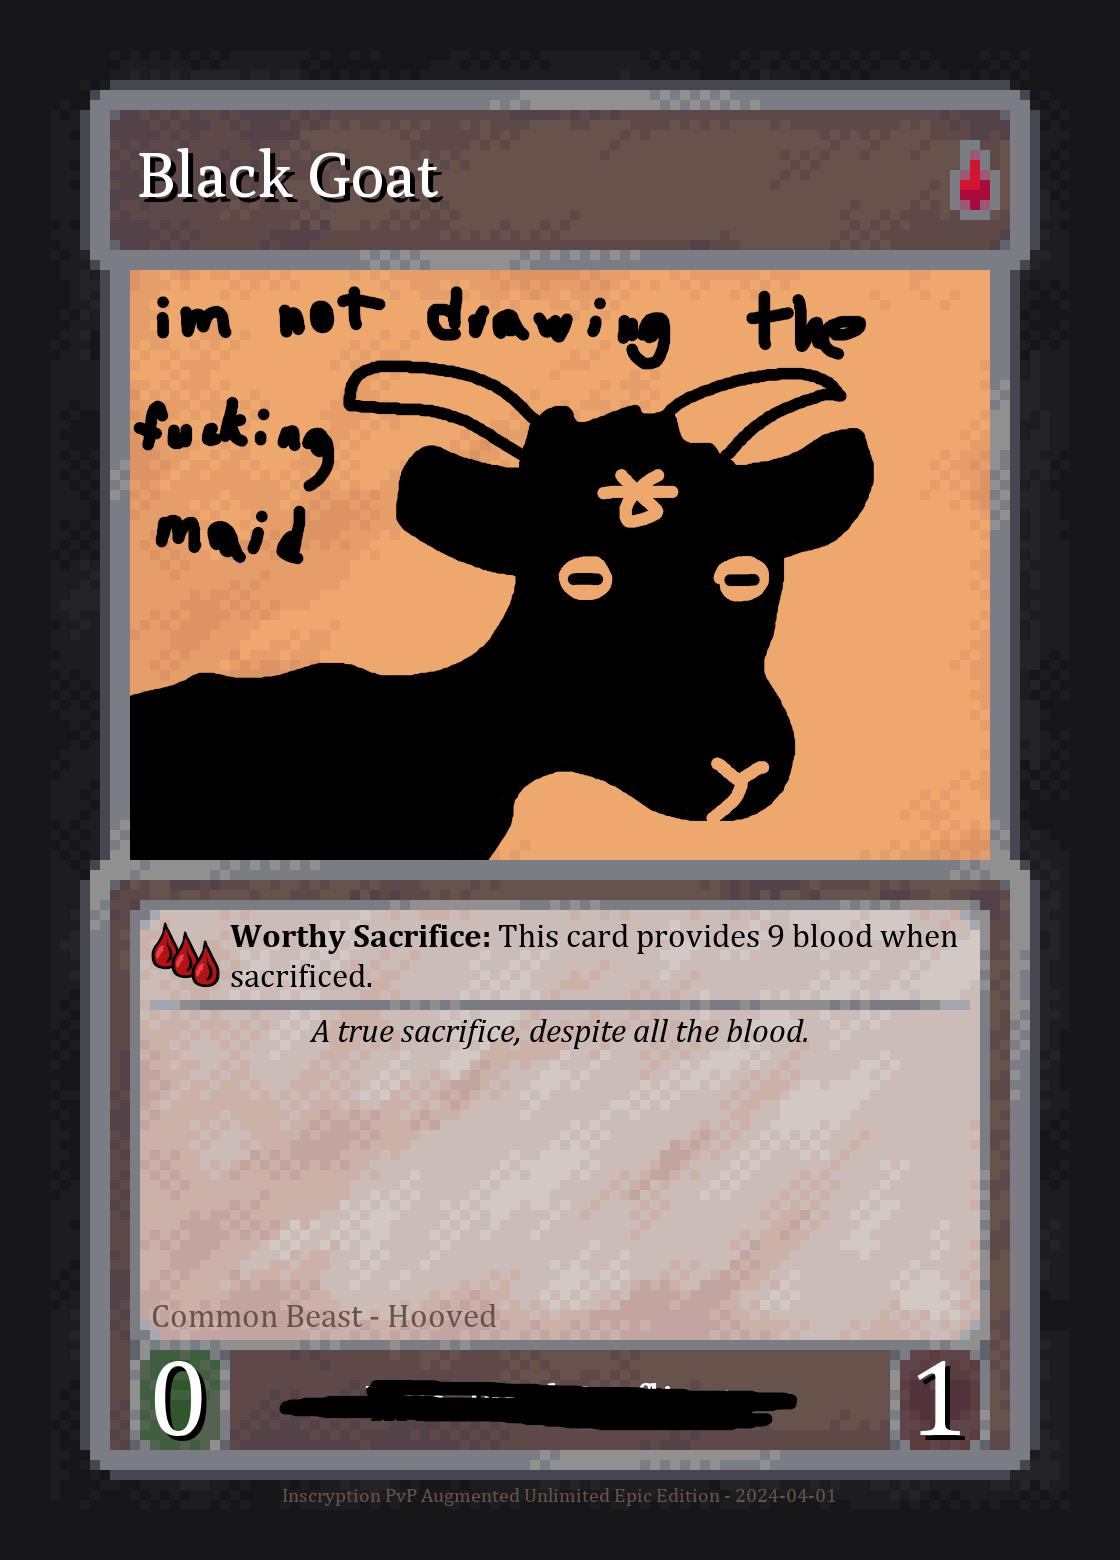 Black Goat
im not drawing the
fucking
maid
Worthy Sacrifice: This card provides 9 blood when
sacrificed.
A true sacrifice, despite all the blood.
Common Beast - Hooved
0
1
Inscryption PvP Augmented Unlimited Epic Edition - 2024-04-01